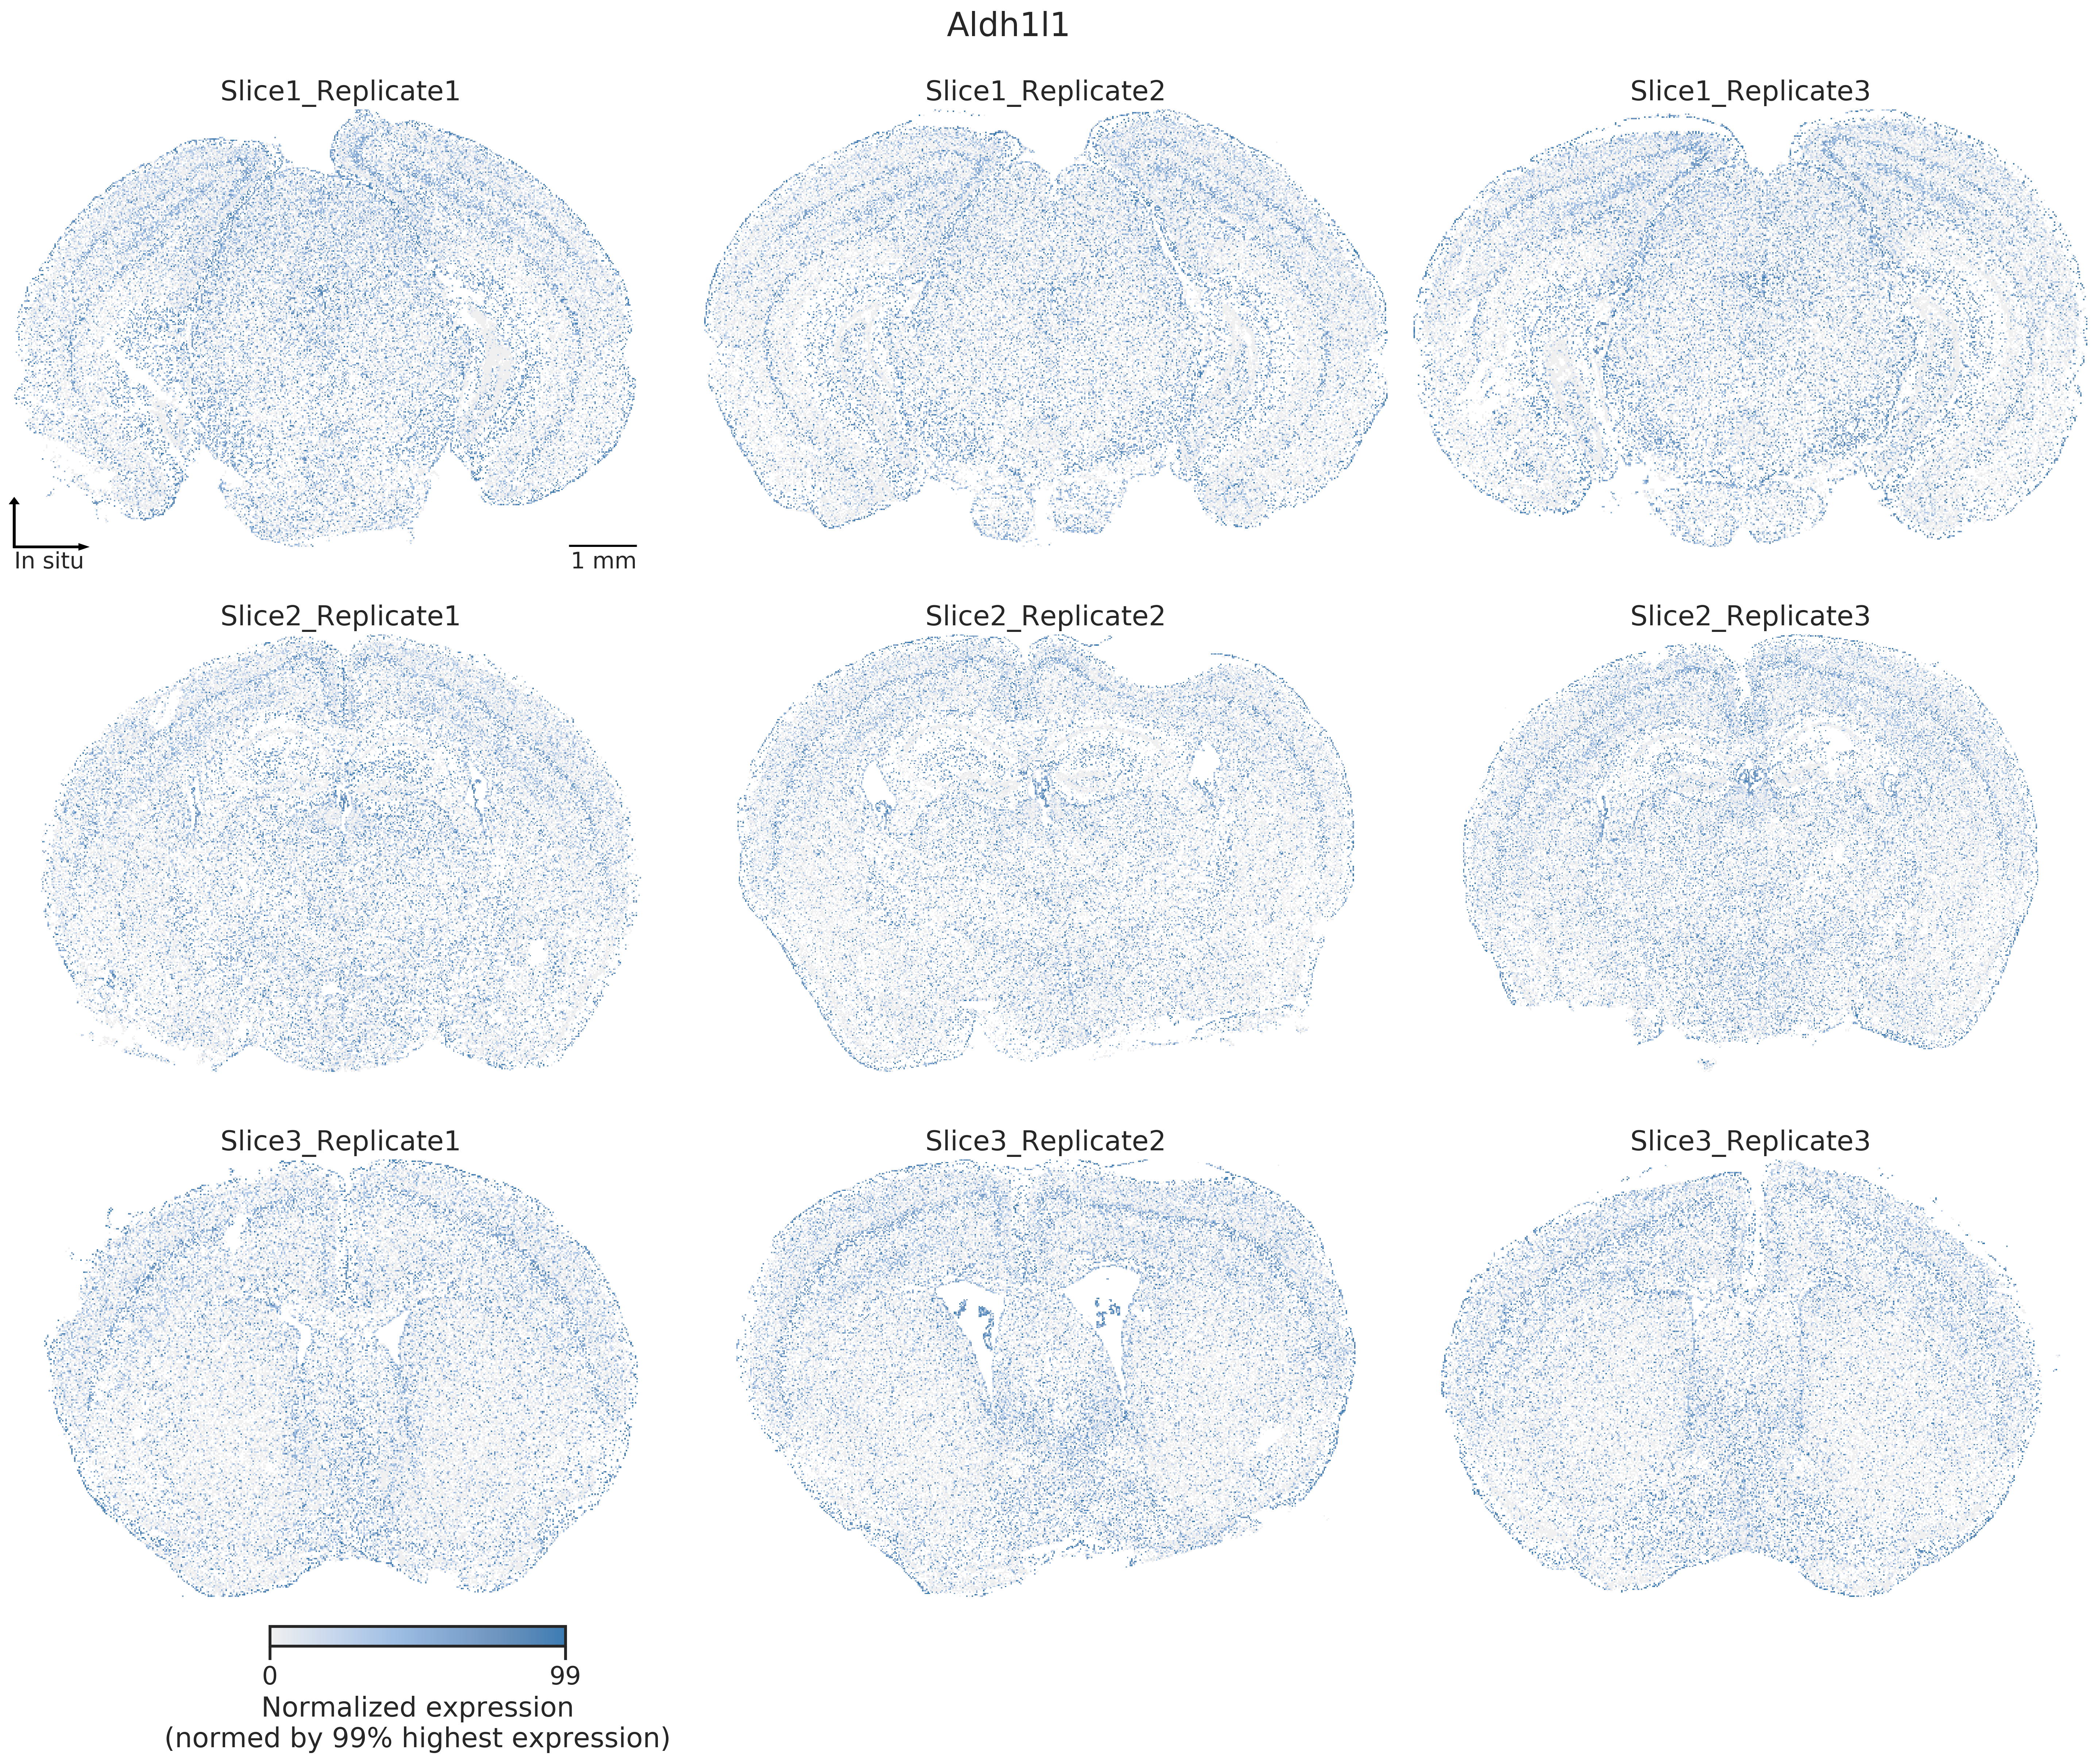 Aldh1l1
Slice1_Replicate1
Slice1_Replicate2
Slice1_Replicate3
In situ
1 mm
Slice2_Replicate1
Slice2_Replicate2
Slice2_Replicate3
Slice3_Replicate1
Slice3_Replicate2
Slice3_Replicate3
0
99
Normalized expression
(normed by 99% highest expression)